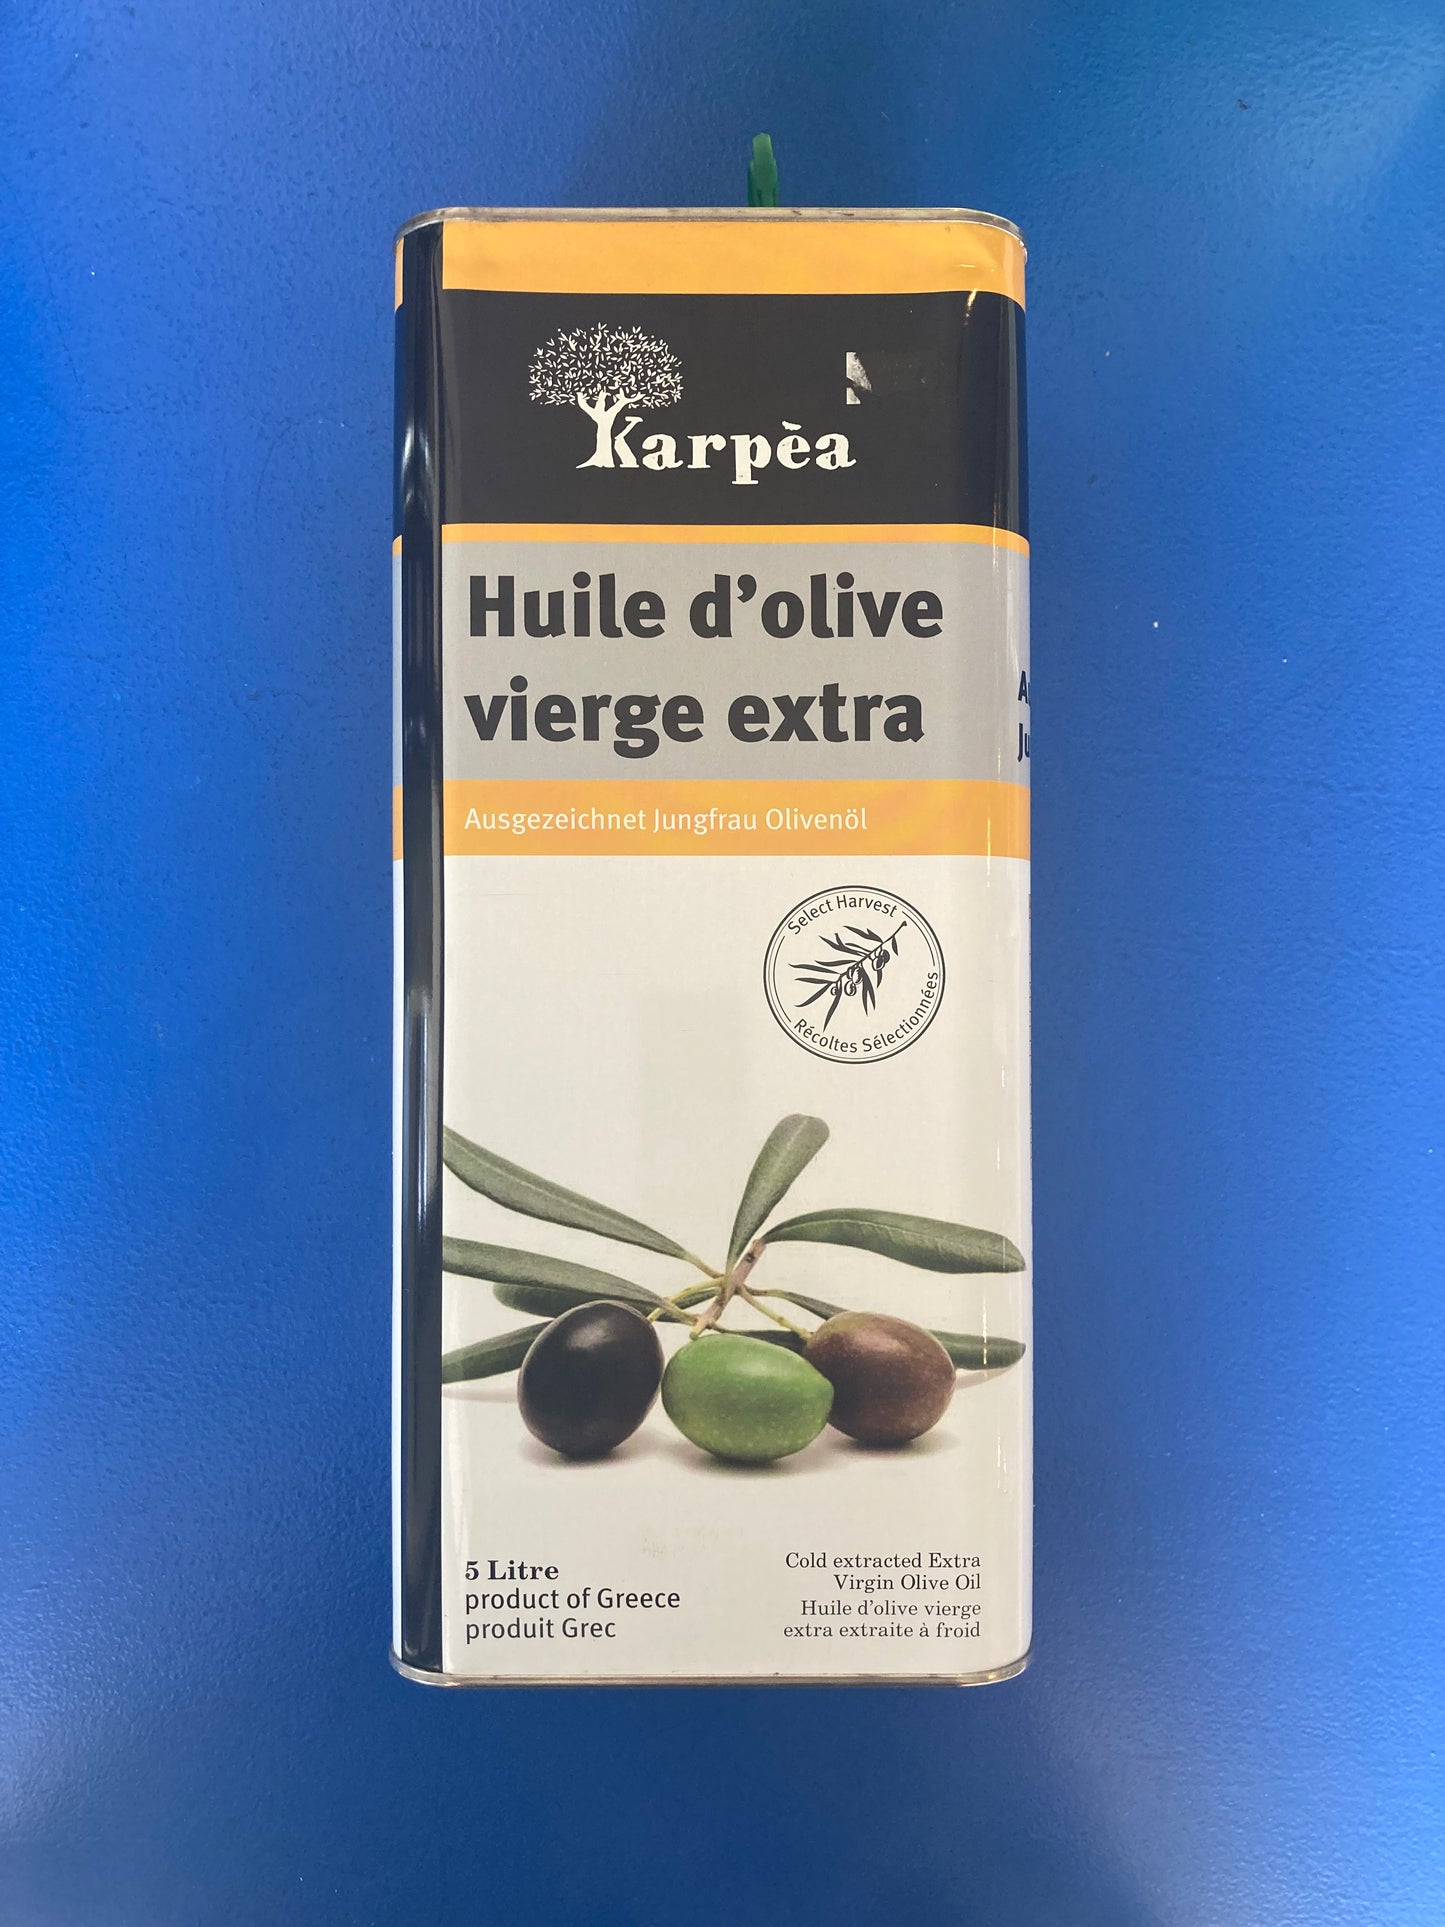 Karpèa
Huile d'olive
vierge extra
Ausgezeichnet Jungfrau Olivenöl
Select Harvest
Récoltes Sélectionnées
5 Litre
product of Greece
produit Grec
Cold extracted Extra
Virgin Olive Oil
Huile d'olive vierge
extra extraite à froid